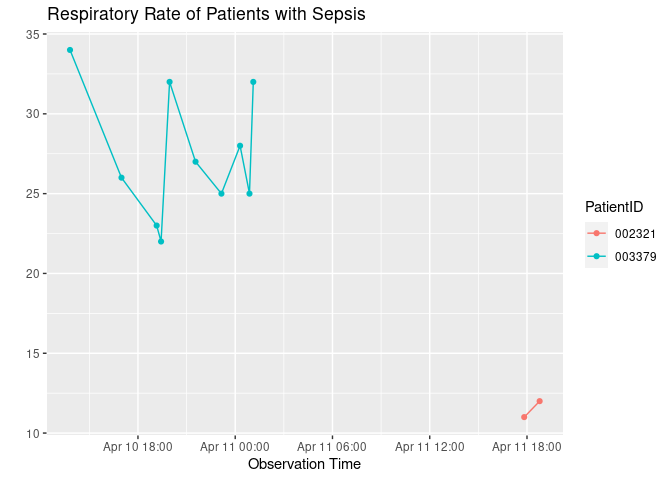 Respiratory Rate of Patients with Sepsis
35
30
25
20
15
10
Apr 10 18:00 Apr 11 00:00 Apr 11 06:00 Apr 11 12:00 Apr 11 18:00
Observation Time
PatientID
002321
003379